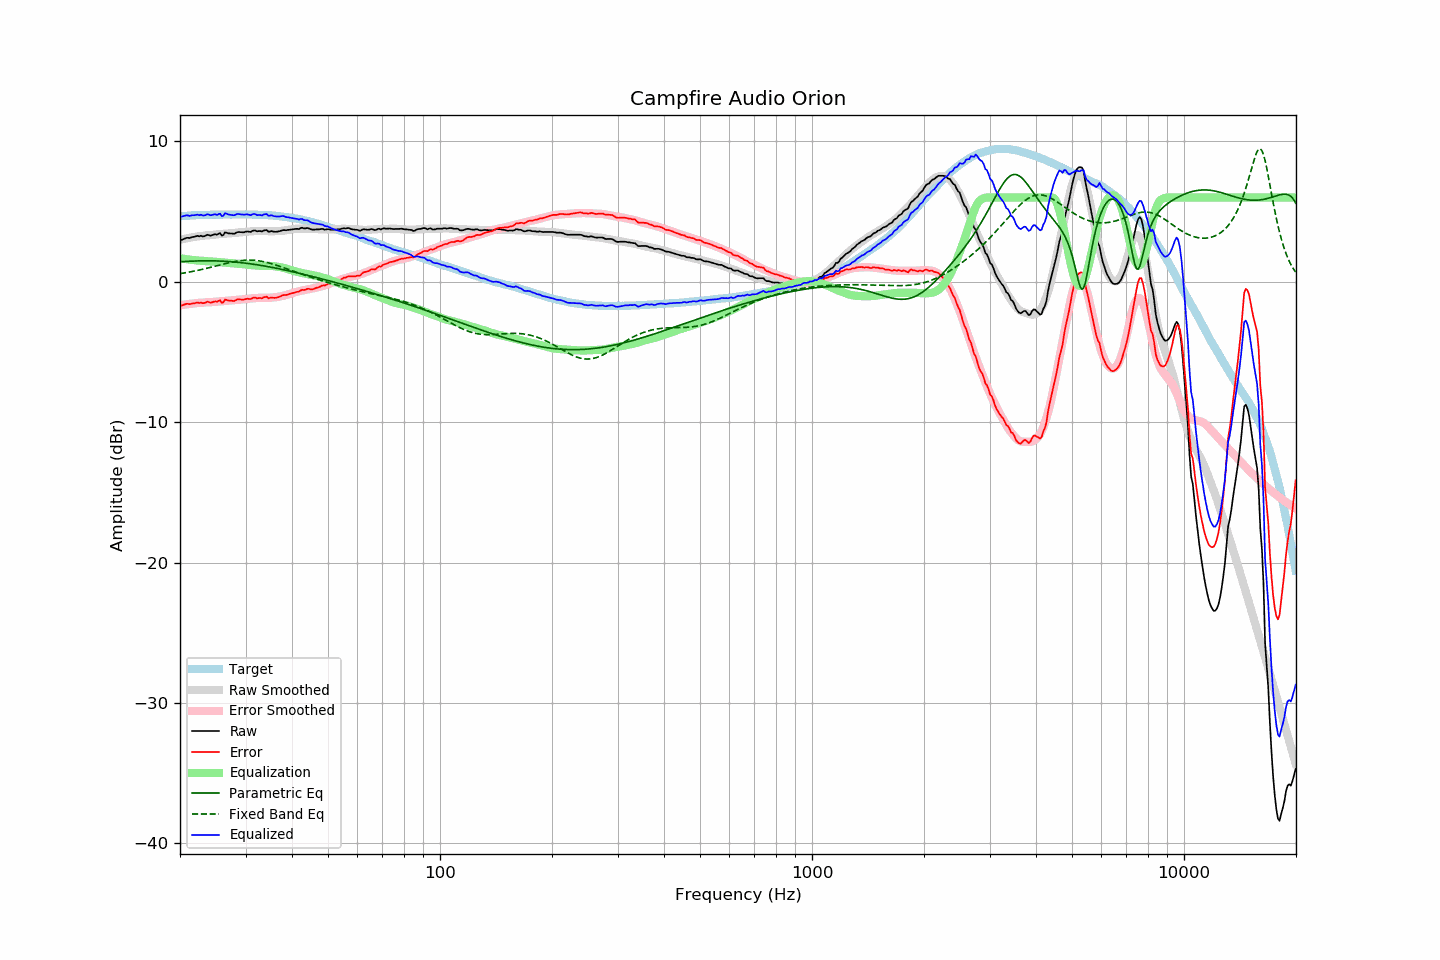 Campfire Audio Orion
Amplitude (dBr)
10
0
−10
−20
−30
−40
Target
Raw Smoothed
Error Smoothed
Raw
Error
Equalization
Parametric Eq
Fixed Band Eq
Equalized
100
1000
10000
Frequency (Hz)